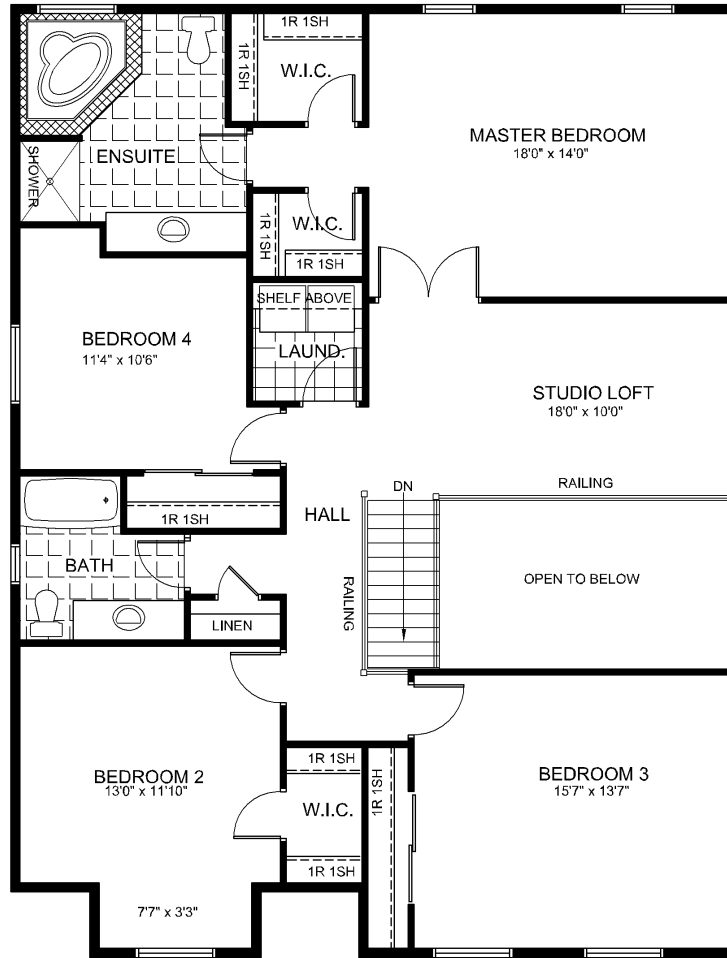 1R 1SH
1R 1SH
W.I.C.
MASTER BEDROOM
18'0" x 14'0"
ENSUITE
SHOWER
W.I.C.
1R 1SH
1R 1SH
SHELF ABOVE
LAUND.
BEDROOM 4
11'4" x 10'6"
STUDIO LOFT
18'0" x 10'0"
RAILING
DN
1R 1SH
HALL
BATH
OPEN TO BELOW
RAILING
LINEN
BEDROOM 2
13'0" x 11'10"
1R 1SH
W.I.C.
1R 1SH
1R 1SH
BEDROOM 3
15'7" x 13'7"
7'7" x 3'3"